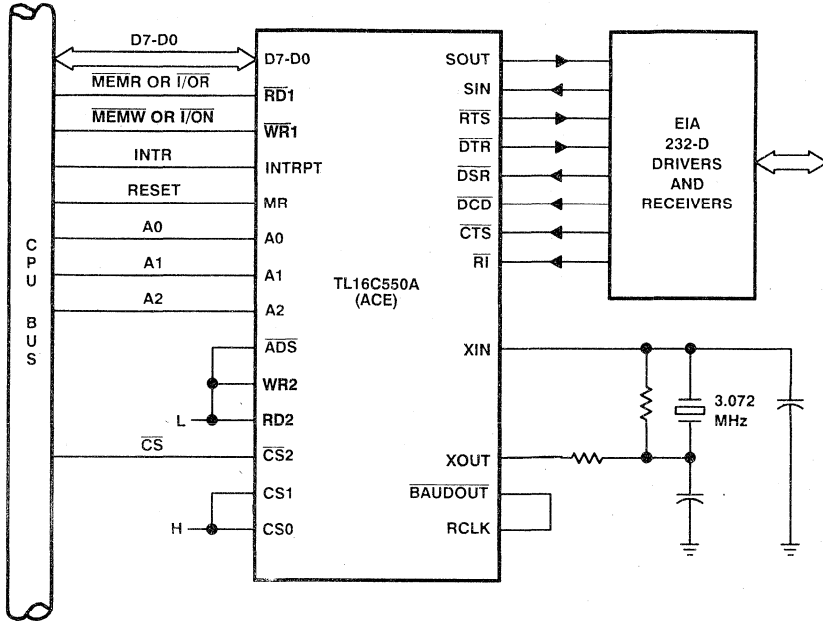 D7-D0
MEMR OR I/OR
MEMW OR I/ON
INTR
RESET
A0
A1
A2
CS
CPU BUS
L
H
D7-D0
RD1
WR1
INTRPT
MR
A0
A1
A2
ADS
WR2
RD2
CS2
CS1
CS0
TL16C550A
(ACE)
SOUT
SIN
RTS
DTR
DSR
DCD
CTS
RI
XIN
XOUT
BAUDOUT
RCLK
EIA
232-D
DRIVERS
AND
RECEIVERS
3.072
MHz